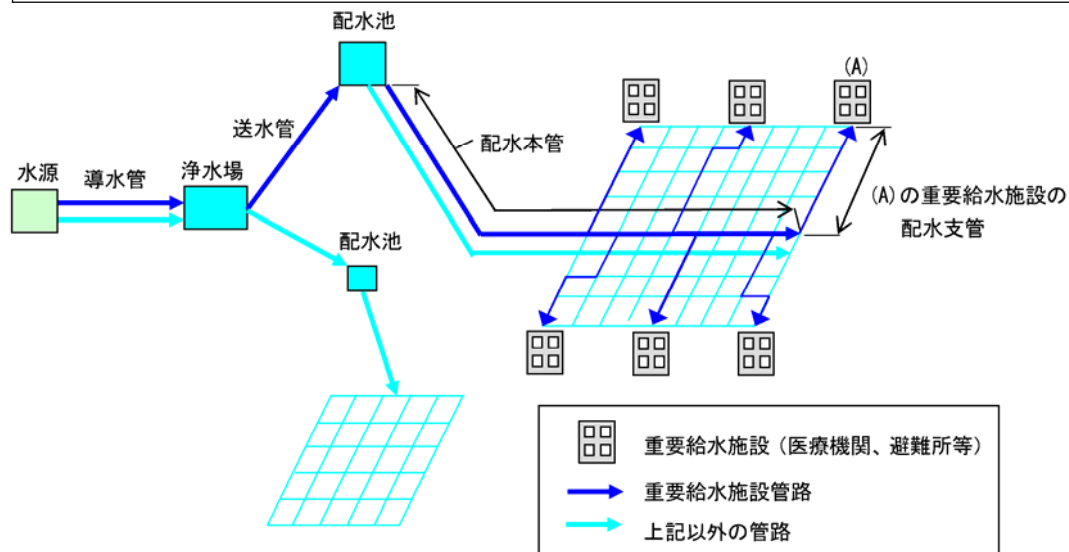 配水池
(A)
送水管
配水本管
水源
導水管
浄水場
(A)の重要給水施設の
配水支管
配水池
重要給水施設(医療機関、避難所等)
重要給水施設管路
上記以外の管路